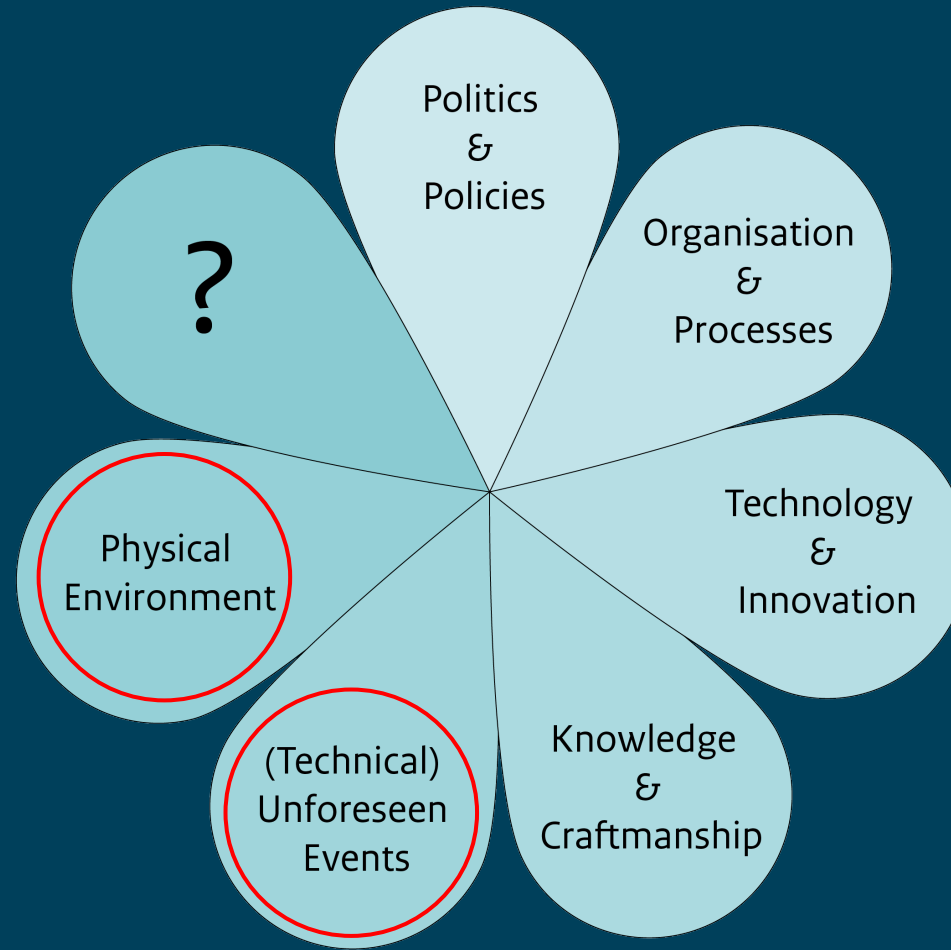 Politics
&
Policies
Organisation
&
Processes
Technology
&
Innovation
Knowledge
&
Craftmanship
(Technical)
Unforeseen
Events
Physical
Environment
?